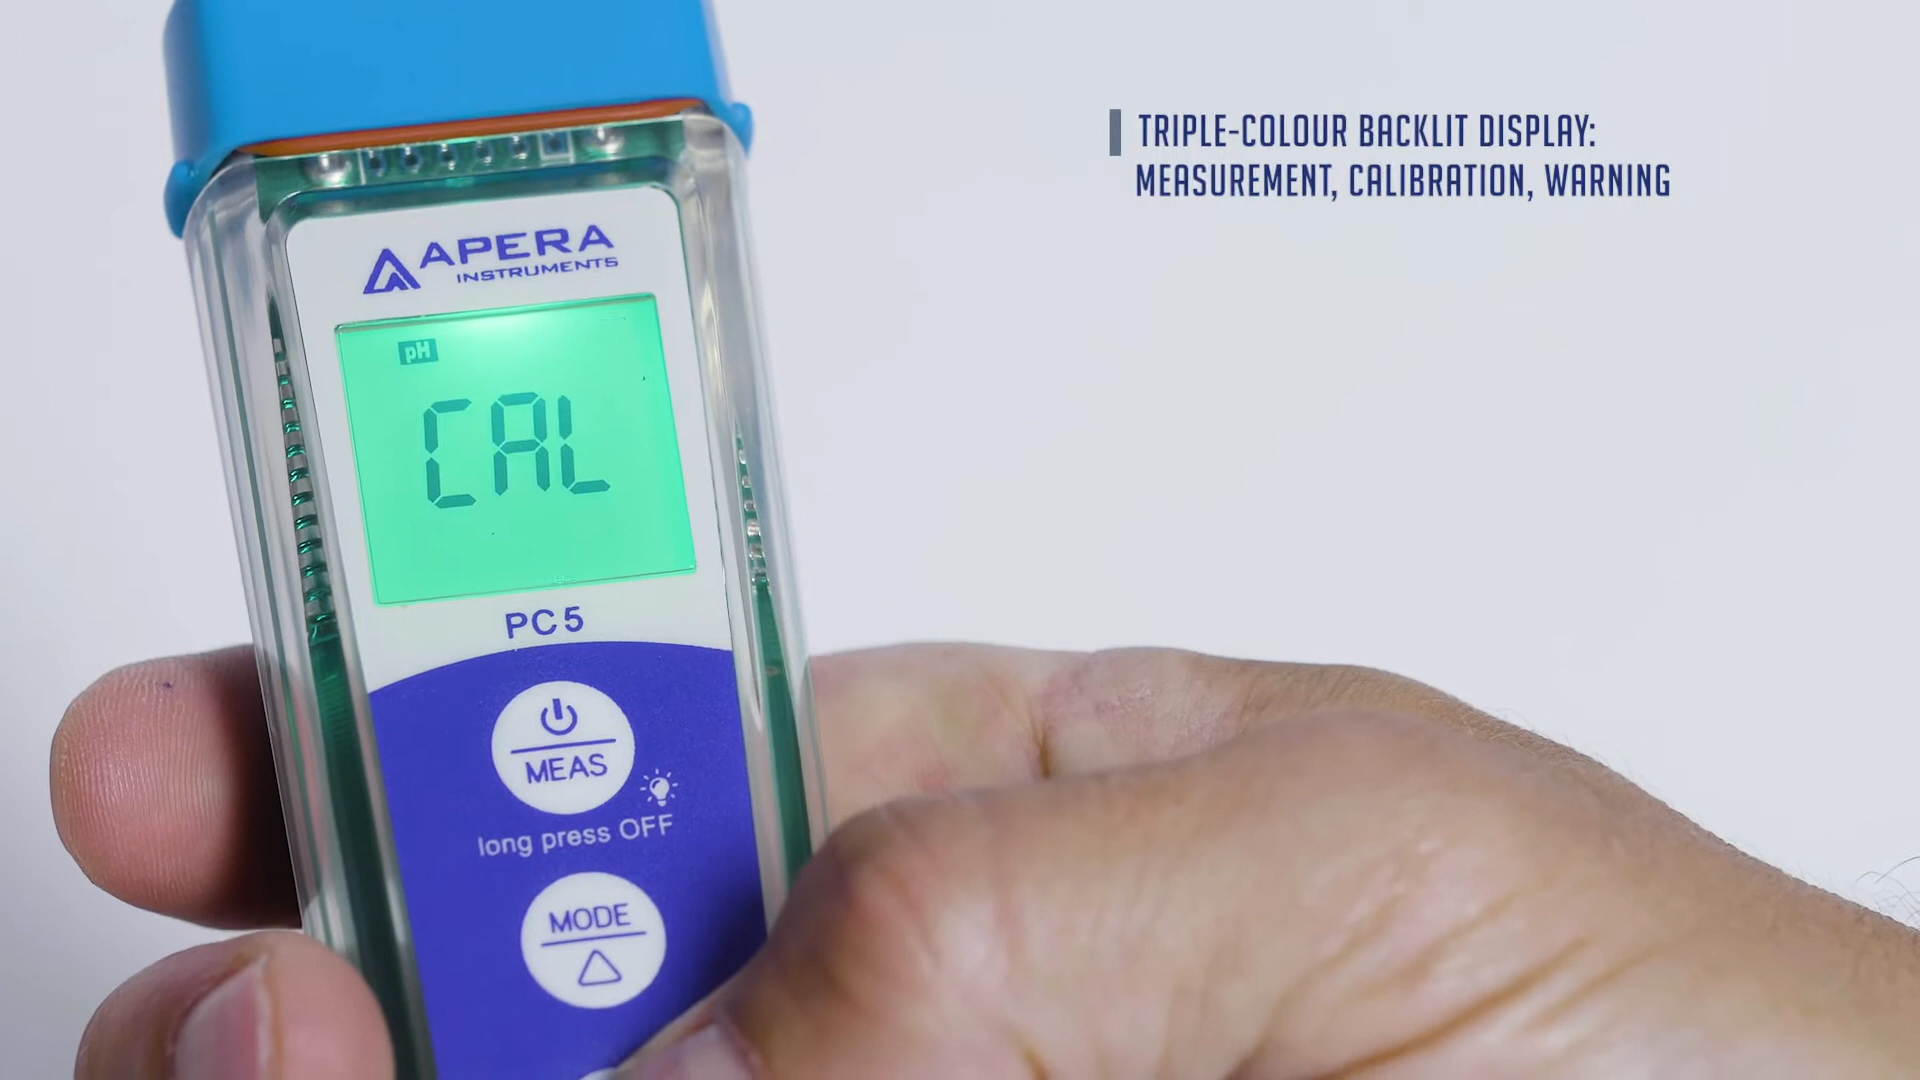 TRIPLE-COLOUR BACKLIT DISPLAY:
MEASUREMENT, CALIBRATION, WARNING
APERA
INSTRUMENTS
pH
CAL
PC5
MEAS
long press OFF
MODE